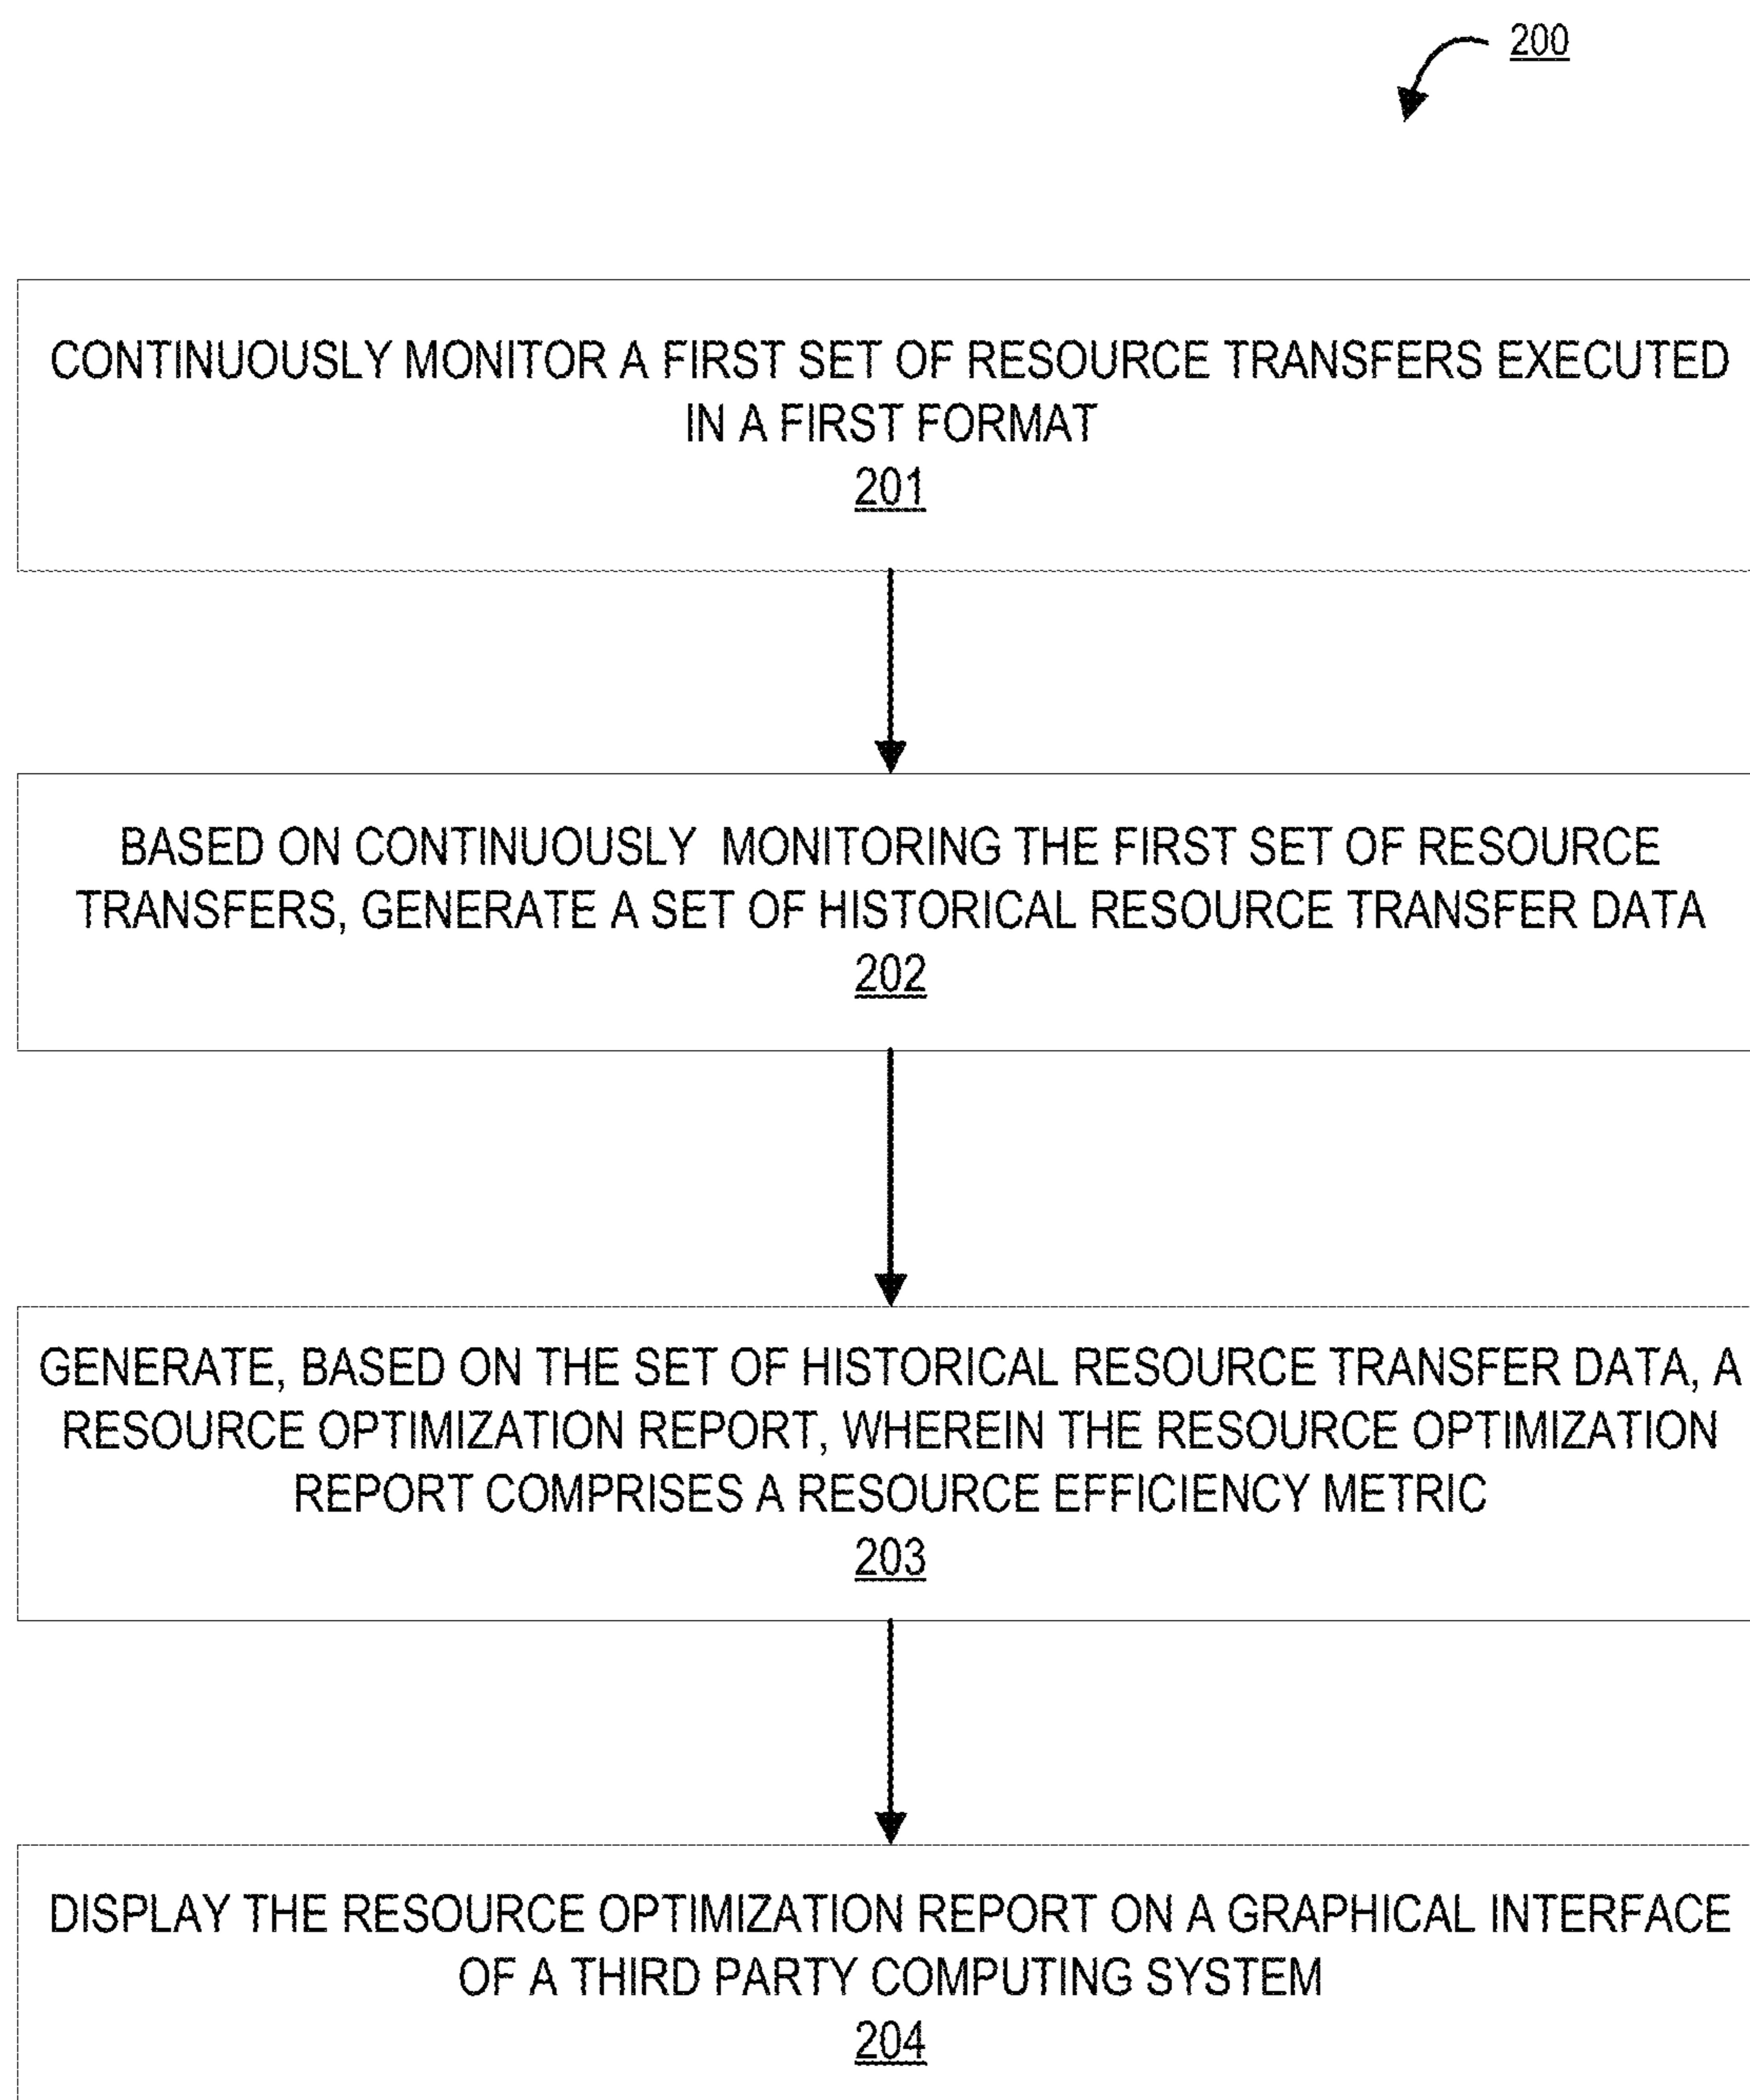 200
CONTINUOUSLY MONITOR A FIRST SET OF RESOURCE TRANSFERS EXECUTED
IN A FIRST FORMAT
201
BASED ON CONTINUOUSLY MONITORING THE FIRST SET OF RESOURCE
TRANSFERS, GENERATE A SET OF HISTORICAL RESOURCE TRANSFER DATA
202
GENERATE, BASED ON THE SET OF HISTORICAL RESOURCE TRANSFER DATA, A
RESOURCE OPTIMIZATION REPORT, WHEREIN THE RESOURCE OPTIMIZATION
REPORT COMPRISES A RESOURCE EFFICIENCY METRIC
203
DISPLAY THE RESOURCE OPTIMIZATION REPORT ON A GRAPHICAL INTERFACE
OF A THIRD PARTY COMPUTING SYSTEM
204